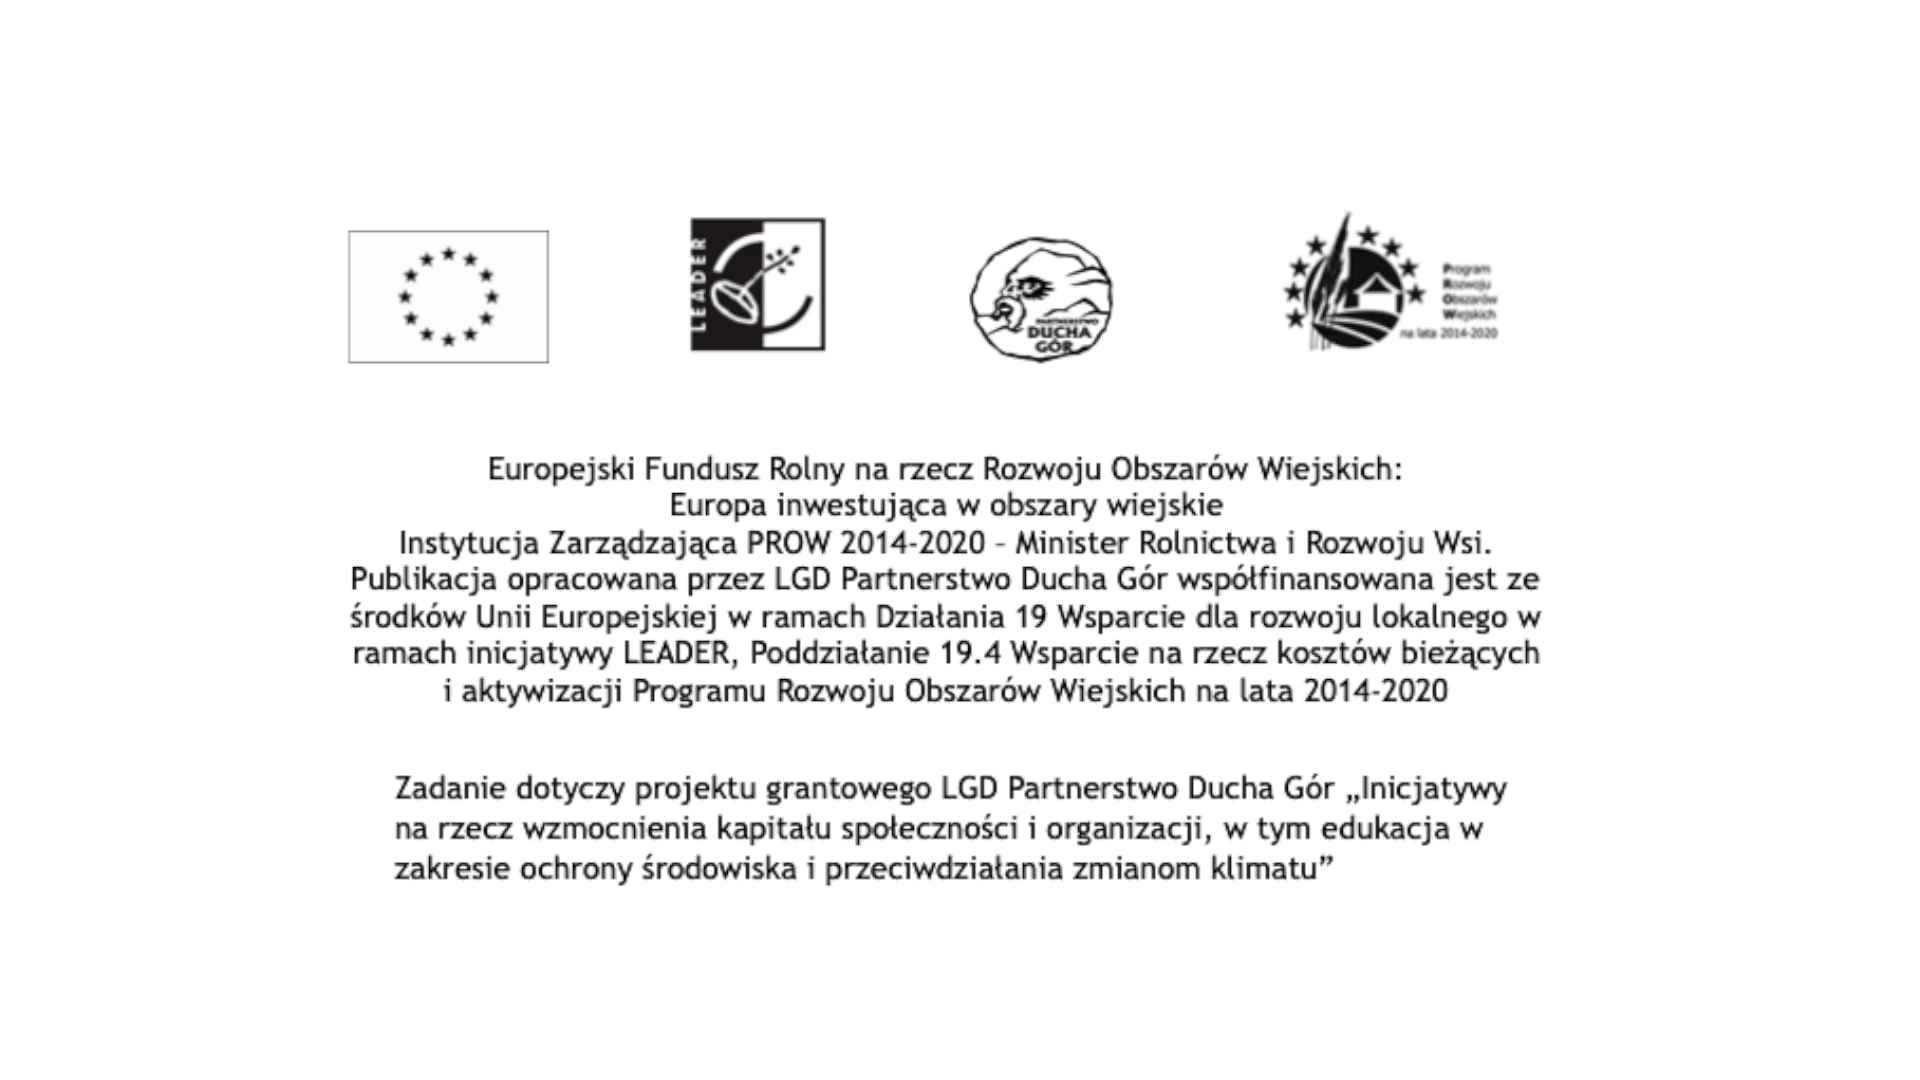 LEADER
PARTNERSTWO
DUCHA
GÓR
Program
Rozwoju
Obszarów
Wiejskich
na lata 2014-2020
Europejski Fundusz Rolny na rzecz Rozwoju Obszarów Wiejskich:
Europa inwestująca w obszary wiejskie
Instytucja Zarządzająca PROW 2014-2020 – Minister Rolnictwa i Rozwoju Wsi.
Publikacja opracowana przez LGD Partnerstwo Ducha Gór współfinansowana jest ze
środków Unii Europejskiej w ramach Działania 19 Wsparcie dla rozwoju lokalnego w
ramach inicjatywy LEADER, Poddziałanie 19.4 Wsparcie na rzecz kosztów bieżących
i aktywizacji Programu Rozwoju Obszarów Wiejskich na lata 2014-2020
Zadanie dotyczy projektu grantowego LGD Partnerstwo Ducha Gór „Inicjatywy
na rzecz wzmocnienia kapitału społeczności i organizacji, w tym edukacja w
zakresie ochrony środowiska i przeciwdziałania zmianom klimatu”